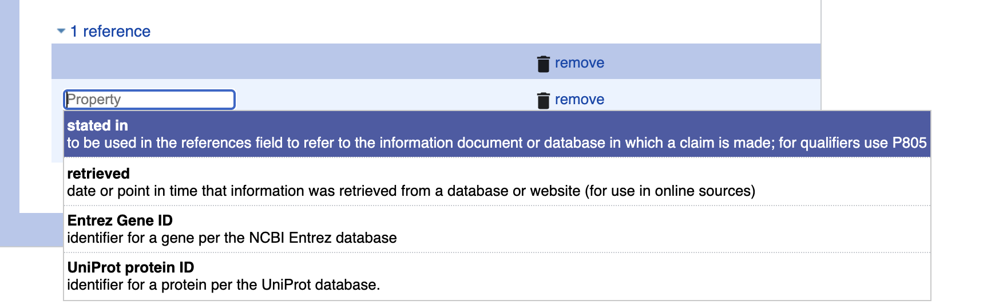 1 reference
remove
Property
remove
stated in
to be used in the references field to refer to the information document or database in which a claim is made; for qualifiers use P805
retrieved
date or point in time that information was retrieved from a database or website (for use in online sources)
Entrez Gene ID
identifier for a gene per the NCBI Entrez database
UniProt protein ID
identifier for a protein per the UniProt database.